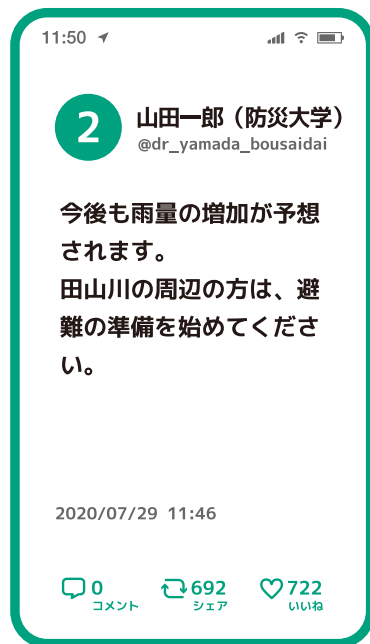 11:50
2
山田一郎（防災大学）
@dr_yamada_bousaidai
今後も雨量の増加が予想
されます。
田山川の周辺の方は、避
難の準備を始めてくださ
い。
2020/07/29 11:46
0 692 722
コメント シェア いいね